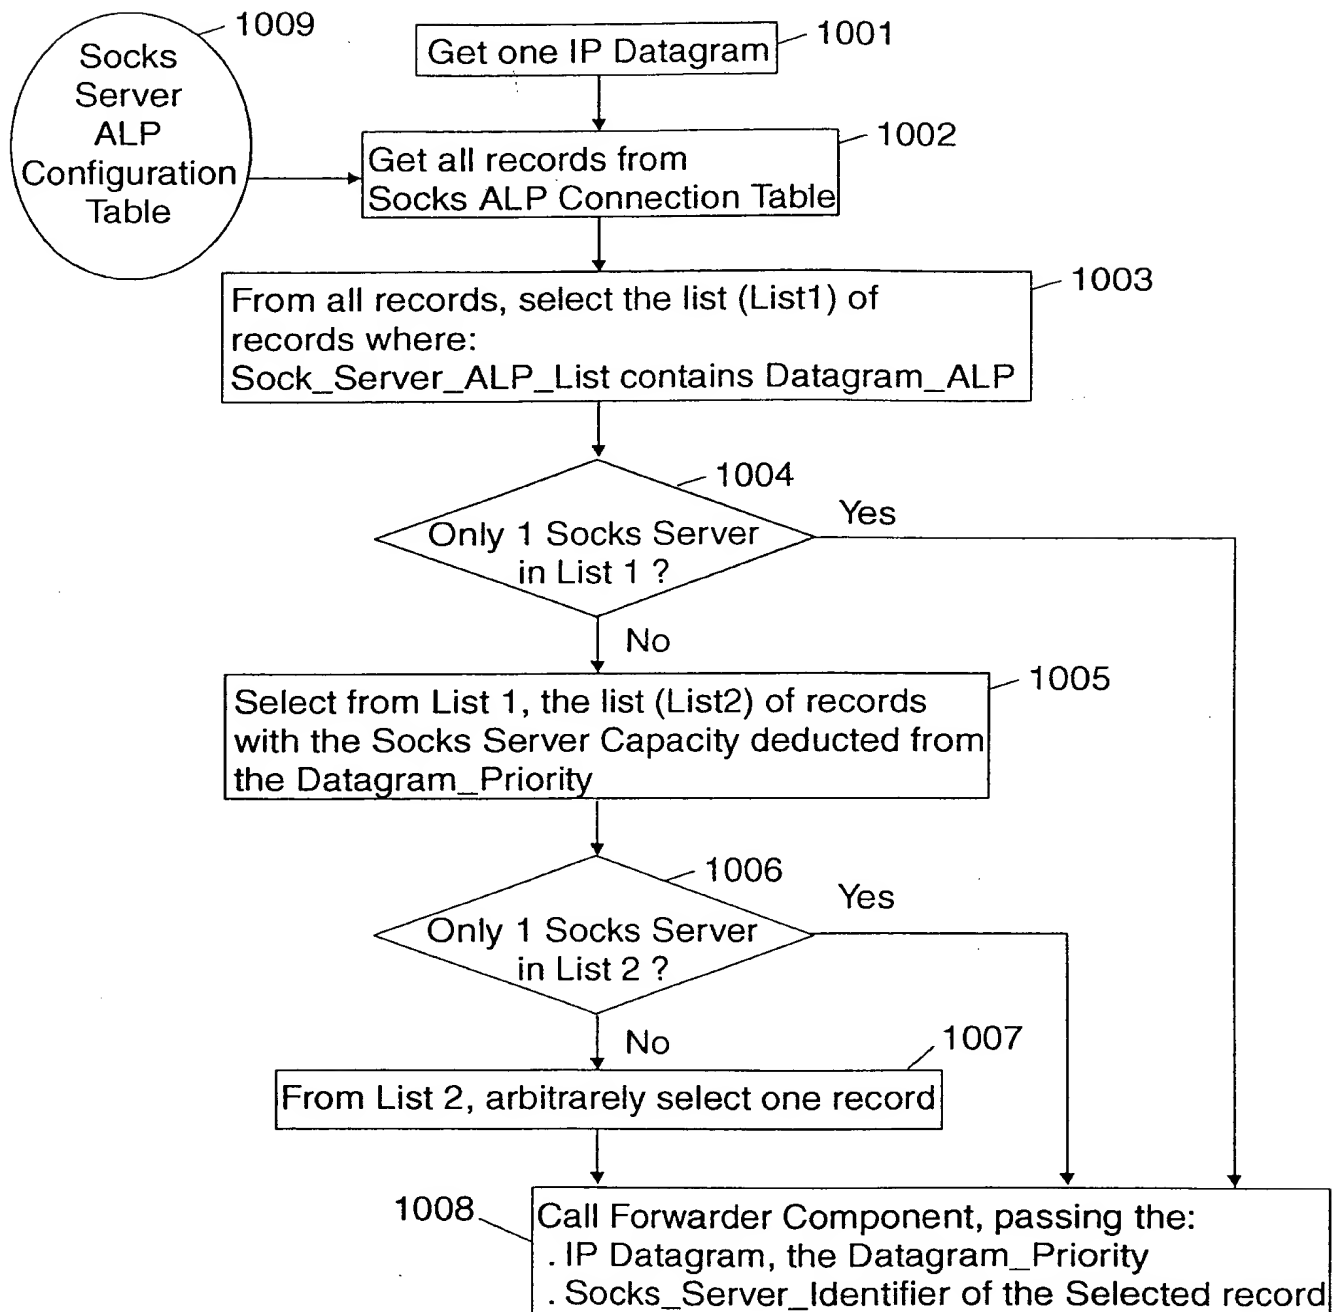 1009
Socks
Server
ALP
Configuration
Table
Get one IP Datagram
1001
1002
Get all records from
Socks ALP Connection Table
1003
From all records, select the list (List1) of
records where:
Sock_Server_ALP_List contains Datagram_ALP
1004
Only 1 Socks Server
in List 1 ?
Yes
No
1005
Select from List 1, the list (List2) of records
with the Socks Server Capacity deducted from
the Datagram_Priority
1006
Only 1 Socks Server
in List 2 ?
Yes
No
1007
From List 2, arbitrarely select one record
1008
Call Forwarder Component, passing the:
. IP Datagram, the Datagram_Priority
. Socks_Server_Identifier of the Selected record